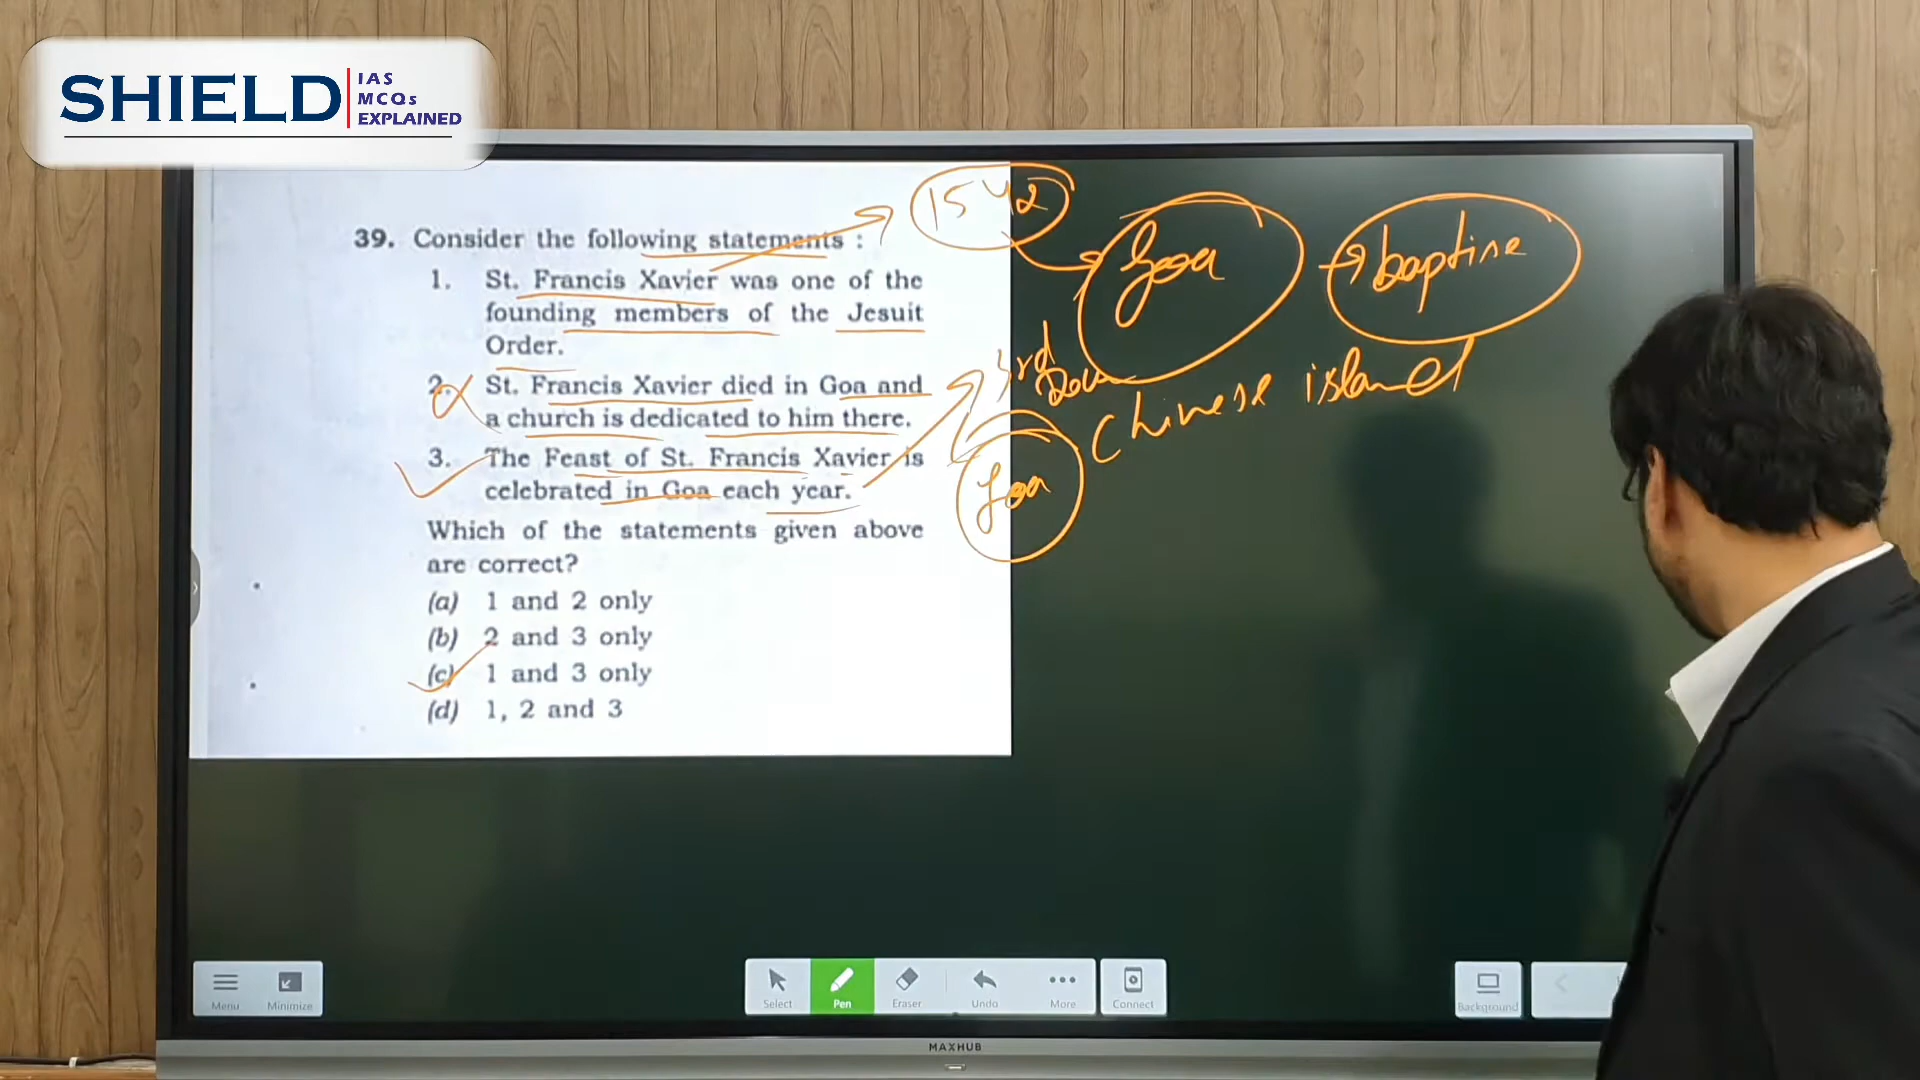 SHIELD
IAS
MCQs
EXPLAINED
39. Consider the following statements :
1. St. Francis Xavier was one of the
founding members of the Jesuit
Order.
2. St. Francis Xavier died in Goa and
a church is dedicated to him there.
3. The Feast of St. Francis Xavier is
celebrated in Goa each year.
Which of the statements given above
are correct?
(a) 1 and 2 only
(b) 2 and 3 only
(c) 1 and 3 only
(d) 1, 2 and 3
1542
Goa
baptine
3rd
Chinese island
Goa
Menu
Minimize
Select
Pen
Eraser
Undo
More
Connect
Background
MAXHUB